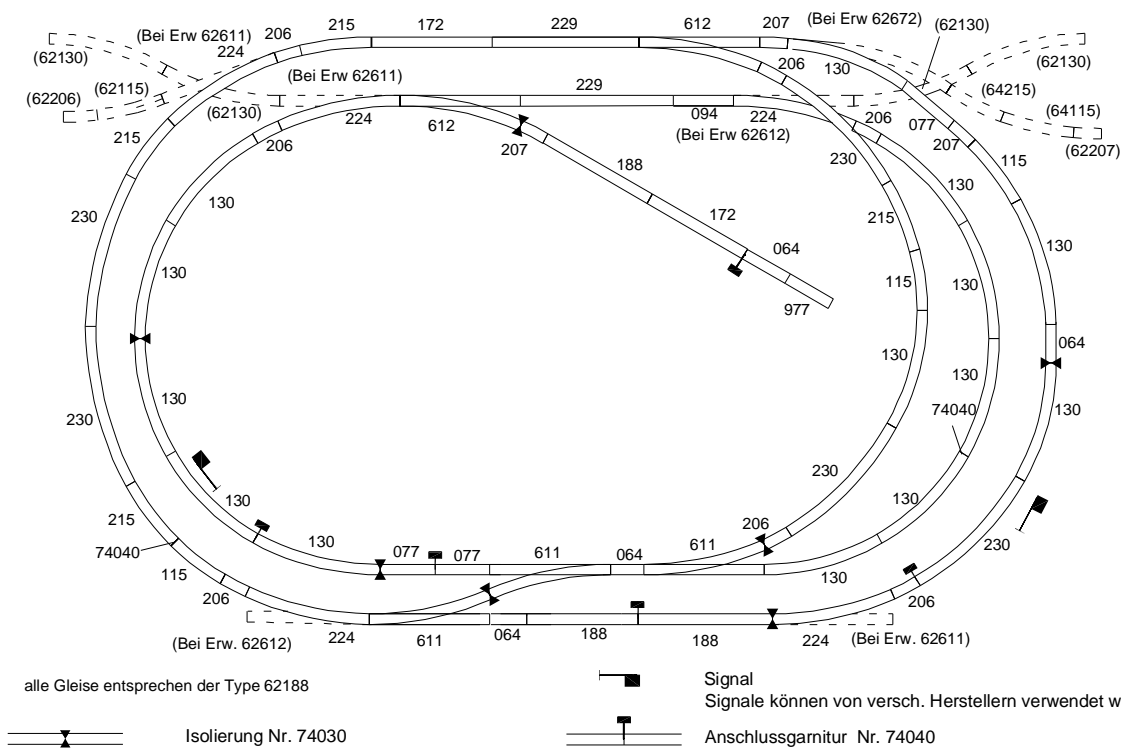 215 172 229 612 207 (Bei Erw 62672)
(62130) (Bei Erw 62611) 206 (62130)
(62130) 224 206 130 (62130)
(62115) (Bei Erw 62611) 229 (64215)
(62206) (62130) 094 (64115)
215 224 612 (Bei Erw 62612) 224 206 077 (62207)
206 207 230 207 115
188
130 130
230 172 215 130
064
130 115 130
977 064
130
130 130 130
74040
230 230
130 206 130 230
215
74040 130 077 077 611 064 611 130
115
206 206
(Bei Erw. 62612) 224 611 064 188 188 224 (Bei Erw. 62611)
alle Gleise entsprechen der Type 62188
Signal
Signale können von versch. Herstellern verwendet w
Isolierung Nr. 74030
Anschlussgarnitur Nr. 74040